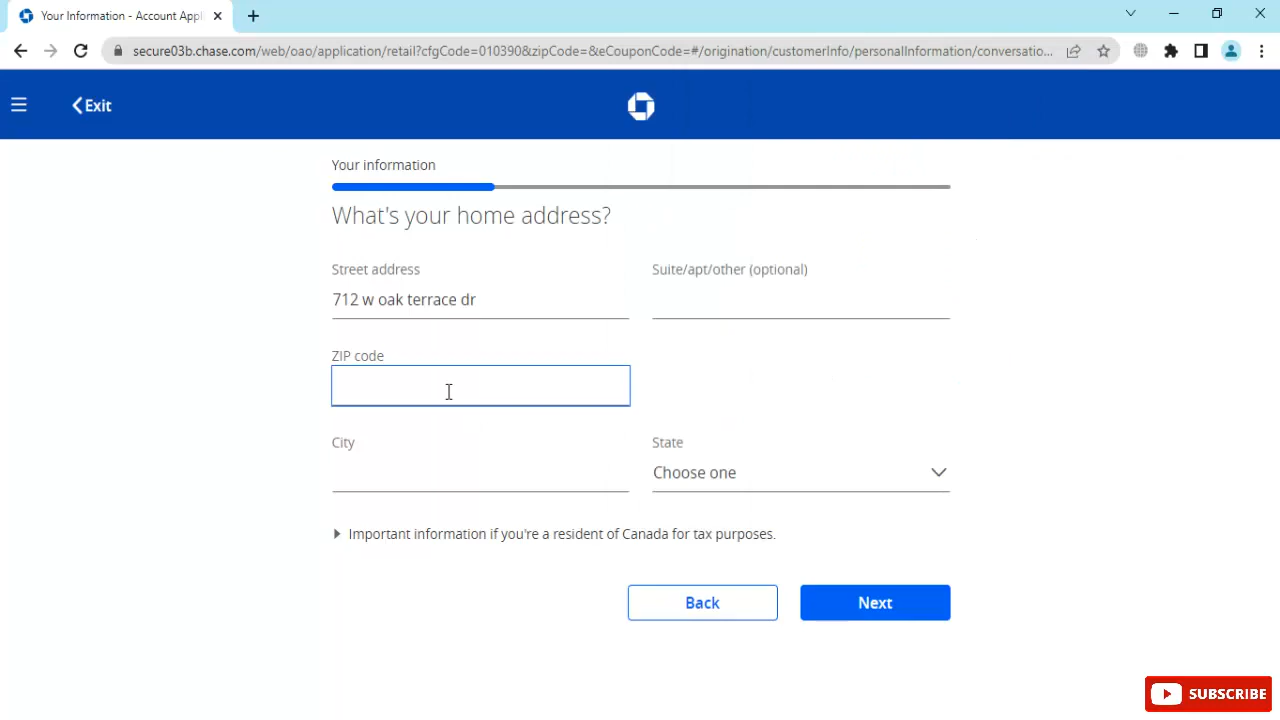 Your Information - Account Appl
secure03b.chase.com/web/oao/application/retail?cfgCode=010390&zipCode=&eCouponCode=#/origination/customerInfo/personalInformation/conversatio...
Exit
Your information
What's your home address?
Street address
Suite/apt/other (optional)
712 w oak terrace dr
ZIP code
City
State
Choose one
Important information if you're a resident of Canada for tax purposes.
Back
Next
SUBSCRIBE